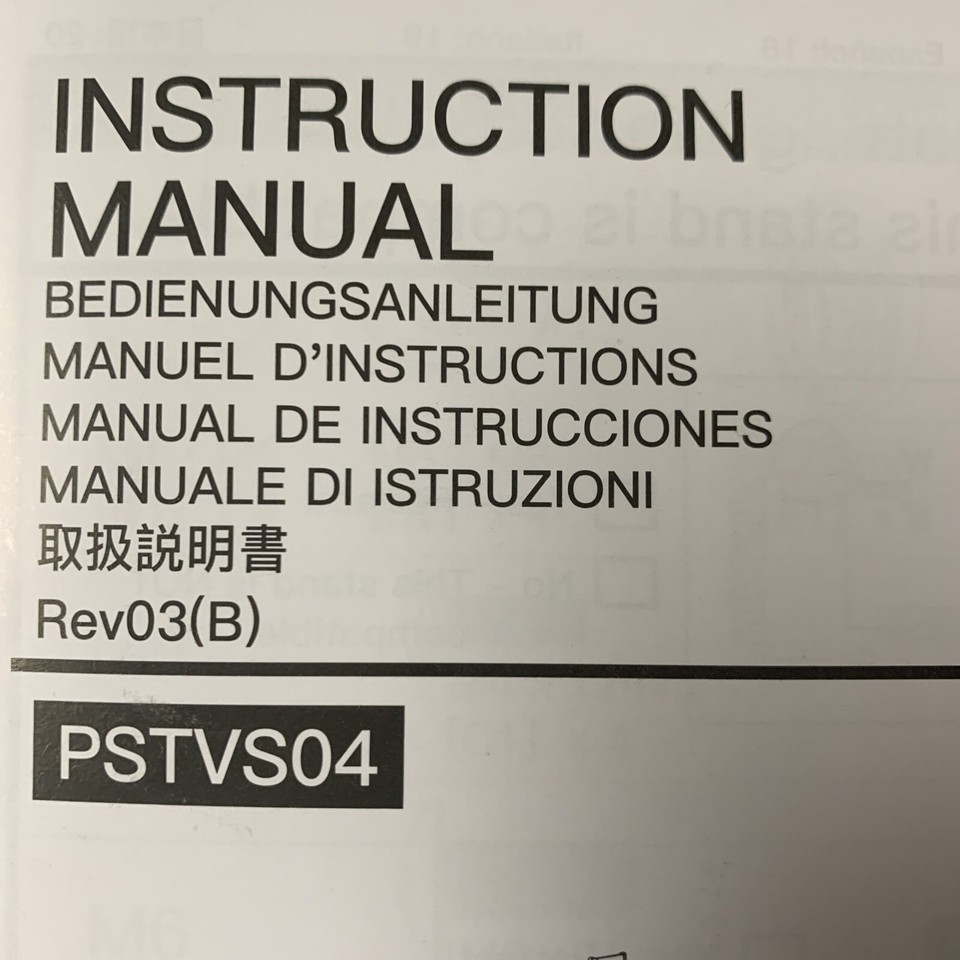 INSTRUCTION
MANUAL
BEDIENUNGSANLEITUNG
MANUEL D’INSTRUCTIONS
MANUAL DE INSTRUCCIONES
MANUALE DI ISTRUZIONI
取扱説明書
Rev03(B)
PSTVS04